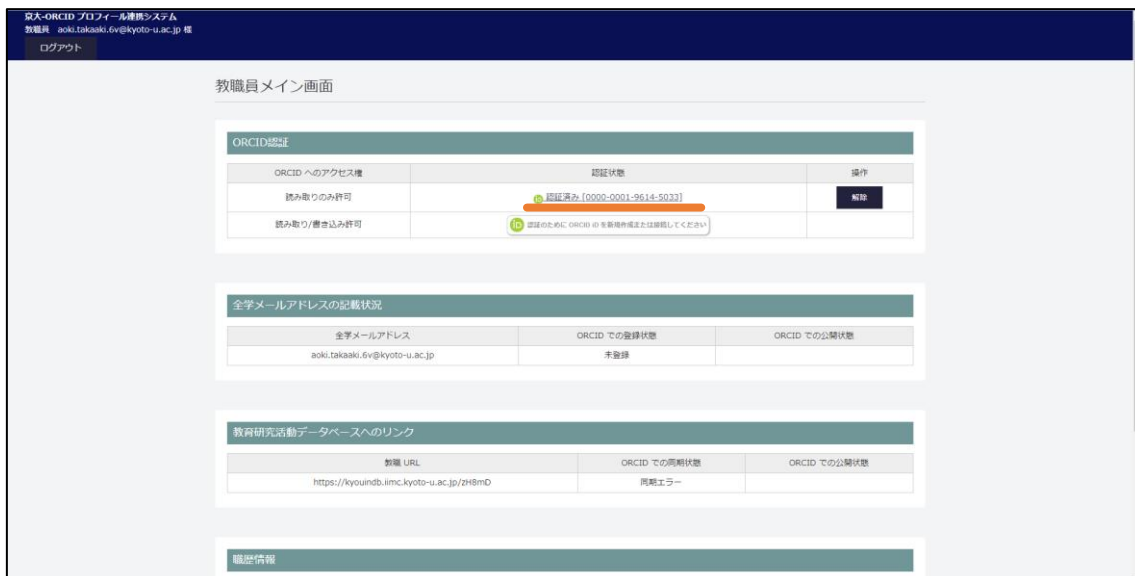 京大-ORCID プロフィール連携システム
教職員 aoki.takaaki.6v@kyoto-u.ac.jp 様
ログアウト
教職員メイン画面
ORCID認証
ORCID へのアクセス権 認証状態 操作
読み取りのみ許可 iD 認証済み [0000-0001-9614-5033] 解除
読み取り/書き込み許可 iD 認証のために ORCID iD を新規作成または接続してください
全学メールアドレスの記載状況
全学メールアドレス ORCID での登録状態 ORCID での公開状態
aoki.takaaki.6v@kyoto-u.ac.jp 未登録
教育研究活動データベースへのリンク
教職 URL ORCID での同期状態 ORCID での公開状態
https://kyouindb.iimc.kyoto-u.ac.jp/zH8mD 同期エラー
職歴情報